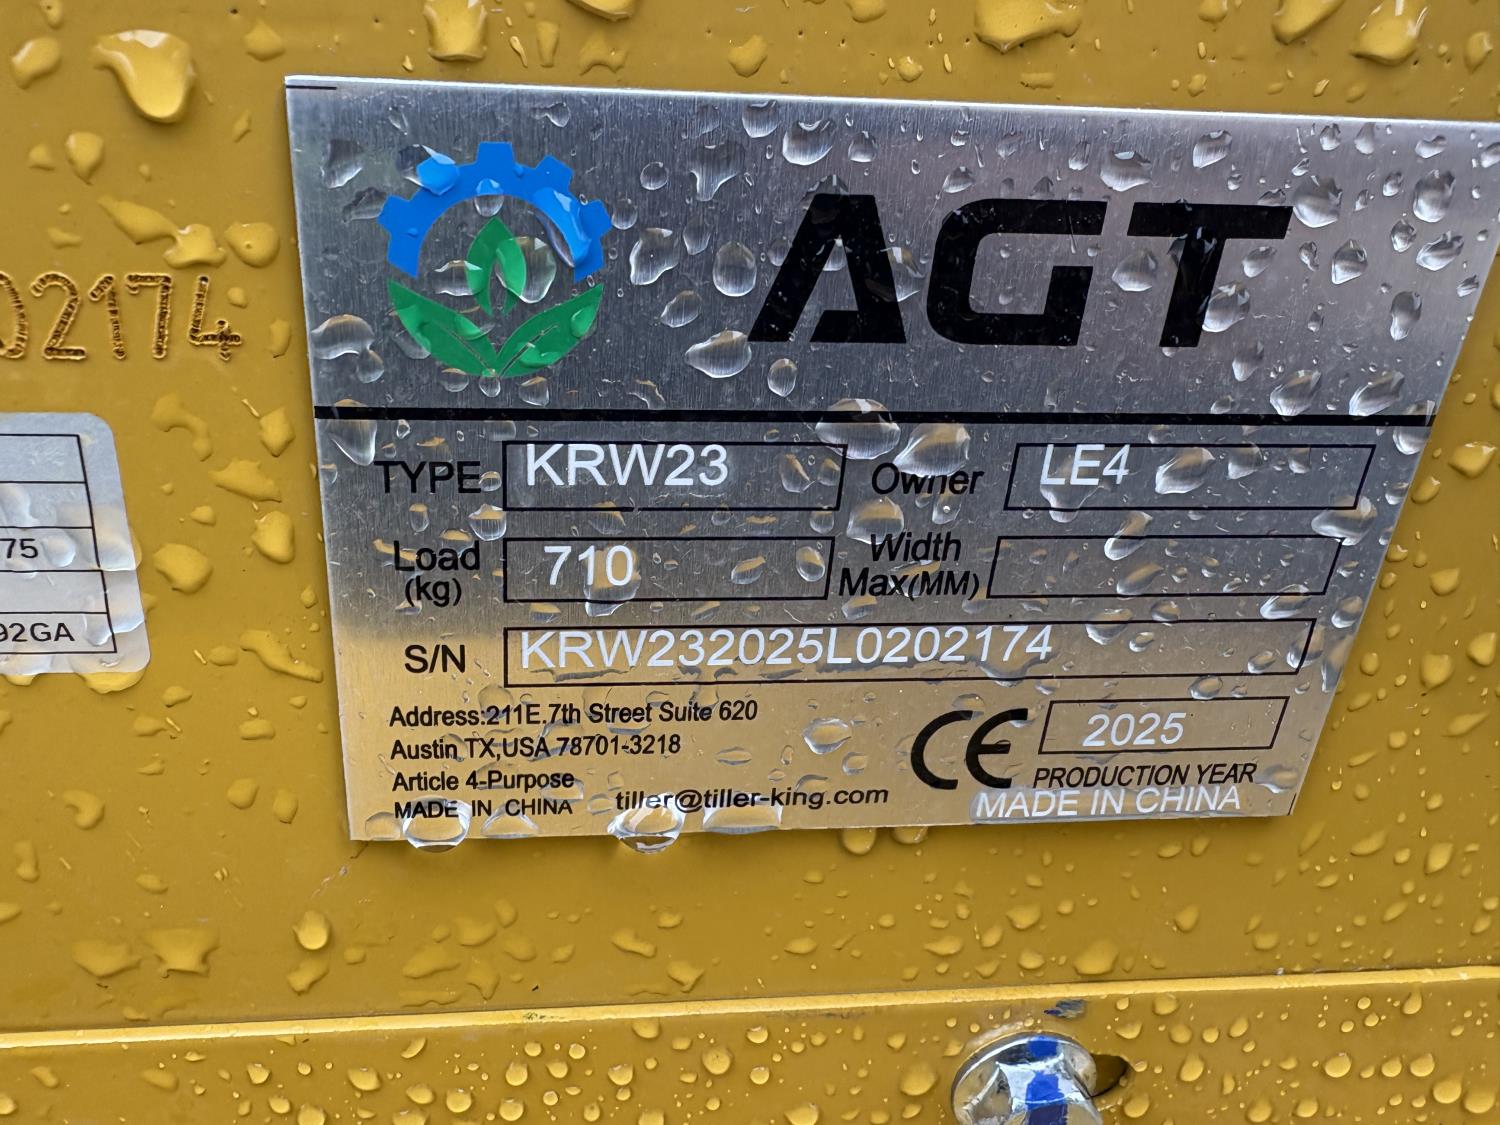 02174
75
92GA
AGT
TYPE KRW23 Owner LE4
Load (kg) 710 Width Max(MM)
S/N KRW232025L0202174
Address:211E.7th Street Suite 620
Austin TX,USA 78701-3218
Article 4-Purpose
MADE IN CHINA tiller@tiller-king.com
CE 2025
PRODUCTION YEAR
MADE IN CHINA